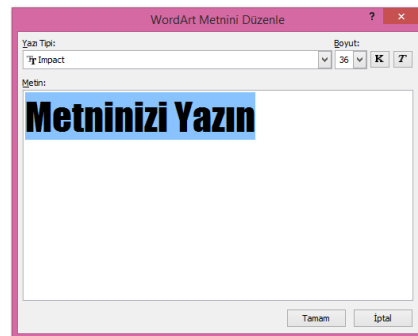 WordArt Metnini Düzenle ? ×
Yazı Tipi: Boyut:
Impact 36 K T
Metin:
Metninizi Yazın
Tamam İptal